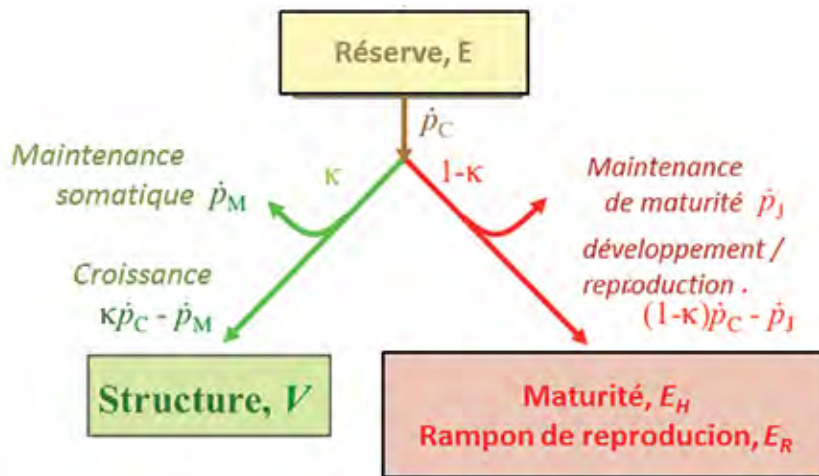 Réserve, E
ṗC
κ
1-κ
Maintenance
somatique ṗM
Maintenance
de maturité ṗJ
Croissance
κṗC - ṗM
développement /
reproduction .
(1-κ)ṗC - ṗJ
Structure, V
Maturité, EH
Rampon de reproducion, ER